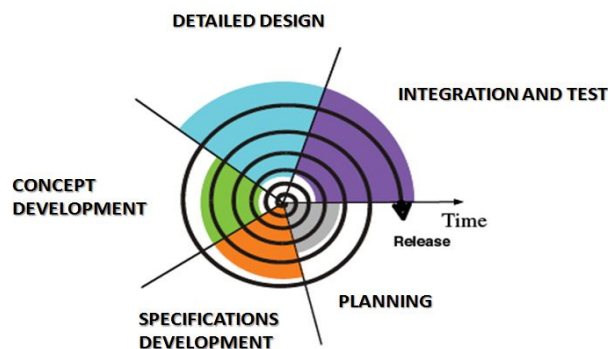 DETAILED DESIGN
INTEGRATION AND TEST
CONCEPT
DEVELOPMENT
Time
Release
PLANNING
SPECIFICATIONS
DEVELOPMENT